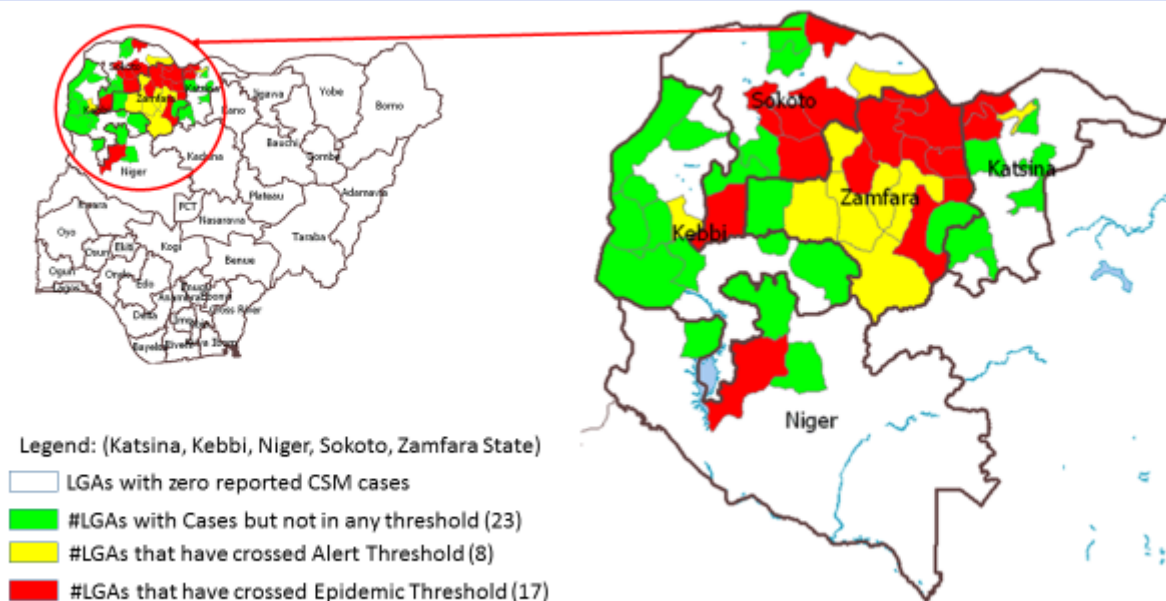 Sokoto
Katsina
Zamfara
Kebbi
Niger
Yobe
Borno
Jigawa
Zamfara
Bauchi
Kaduna
Gombe
Niger
Adamawa
Plateau
FCT
Nasarawa
Kwara
Taraba
Oyo
Kogi
Ekiti
Osun
Benue
Ogun
Ondo
Edo
Lagos
Delta
Cross River
Legend: (Katsina, Kebbi, Niger, Sokoto, Zamfara State)
LGAs with zero reported CSM cases
#LGAs with Cases but not in any threshold (23)
#LGAs that have crossed Alert Threshold (8)
#LGAs that have crossed Epidemic Threshold (17)